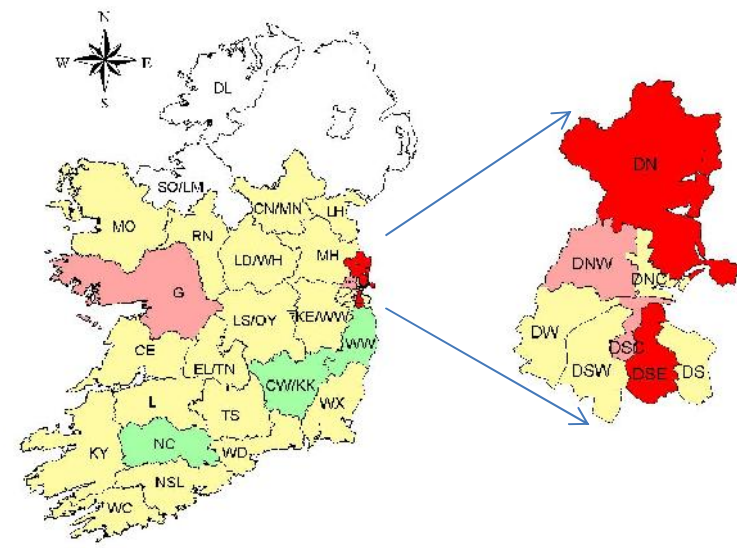 N
W E
S
DL
SO/LM
MO
RN
CN/MN
LH
LD/WH
MH
G
LS/OY
KE/WW
CE
EL/TN
WW
CW/KK
L
TS
WX
KY
NC
WD
NSL
WC
DN
DNW
DNC
DW
DSW
DSC
DSE
DS